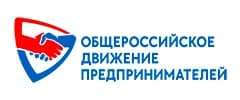 ОБЩЕРОССИЙСКОЕ
ДВИЖЕНИЕ
ПРЕДПРИНИМАТЕЛЕЙ